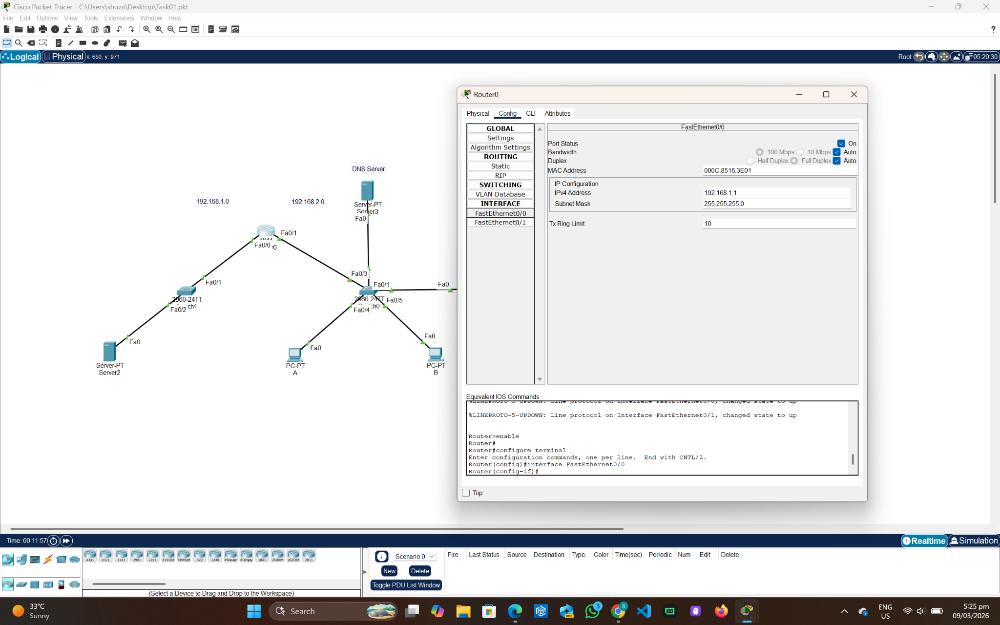 Cisco Packet Tracer - C:\Users\shuza\Desktop\Task01.pkt
File Edit Options View Tools Extensions Window Help
?
Logical Physical x: 650, y: 971 Root 05:20:30
DNS Server
192.168.1.0 192.168.2.0
Server-PT
Server3
Fa0
Fa0/1
1841
Fa0/0
r0
Fa0/3
Fa0/1
Fa0
Fa0/1
2960-24TT
ch1
Fa0/2
2960-24TT
ch0
Fa0/5
Fa0/4
Fa0
Server-PT
Server2
Fa0
PC-PT
A
Fa0
PC-PT
B
Router0
Physical Config CLI Attributes
GLOBAL
Settings
Algorithm Settings
ROUTING
Static
RIP
SWITCHING
VLAN Database
INTERFACE
FastEthernet0/0
FastEthernet0/1
FastEthernet0/0
Port Status On
Bandwidth 100 Mbps 10 Mbps Auto
Duplex Half Duplex Full Duplex Auto
MAC Address 000C.8516.3E01
IP Configuration
IPv4 Address 192.168.1.1
Subnet Mask 255.255.255.0
Tx Ring Limit 10
Equivalent IOS Commands
%LINEPROTO-5-UPDOWN: Line protocol on Interface FastEthernet0/0, changed state to up
%LINEPROTO-5-UPDOWN: Line protocol on Interface FastEthernet0/1, changed state to up
Router>enable
Router#
Router#configure terminal
Enter configuration commands, one per line. End with CNTL/Z.
Router(config)#interface FastEthernet0/0
Router(config-if)#
Top
Time: 00:11:57 Realtime Simulation
4331 4321 1941 2901 2911 819IOX 819HGW 829 1240 PT-Router PT-Empty 1841 2620XM 2621XM 2811
(Select a Device to Drag and Drop to the Workspace)
Scenario 0
New Delete
Toggle PDU List Window
Fire Last Status Source Destination Type Color Time(sec) Periodic Num Edit Delete
33°C
Sunny
Search
PRE
3
S
ENG
US
5:25 pm
09/03/2026